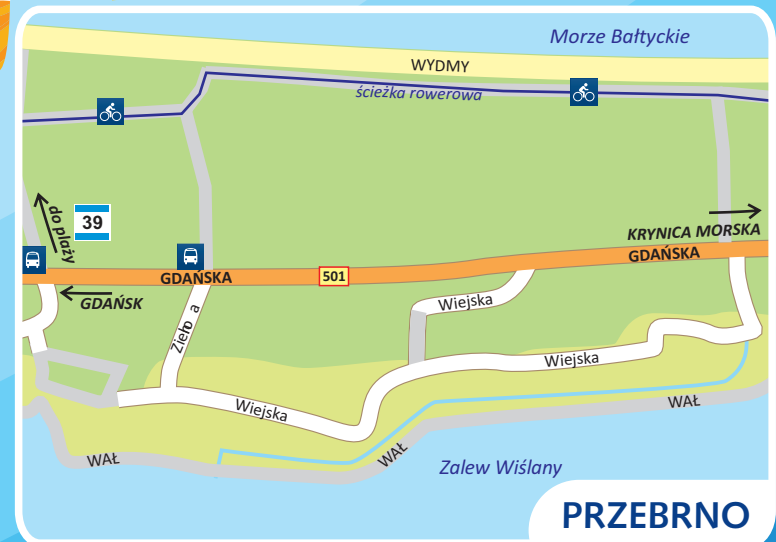 Morze Bałtyckie
WYDMY
ścieżka rowerowa
do plaży
39
KRYNICA MORSKA
GDAŃSKA
GDAŃSKA
501
GDAŃSK
Wiejska
Zielo a
Wiejska
Wiejska
WAŁ
WAŁ
WAŁ
Zalew Wiślany
PRZEBRNO